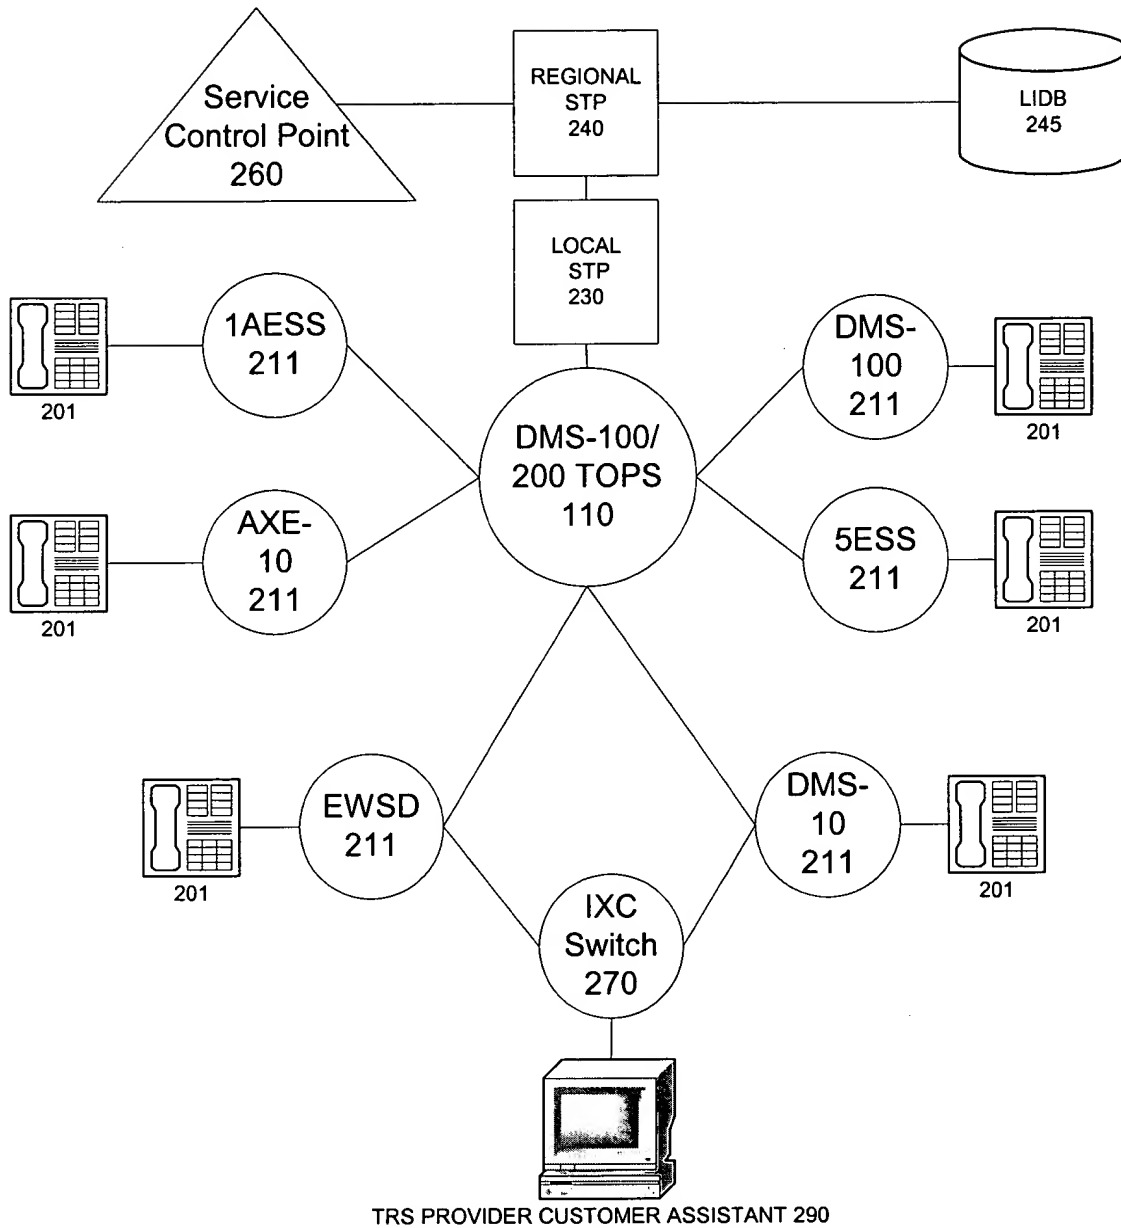 Service
Control Point
260
REGIONAL
STP
240
LIDB
245
LOCAL
STP
230
1AESS
211
201
DMS-
100
211
201
DMS-100/
200 TOPS
110
AXE-
10
211
201
5ESS
211
201
EWSD
211
201
DMS-
10
211
201
IXC
Switch
270
TRS PROVIDER CUSTOMER ASSISTANT 290